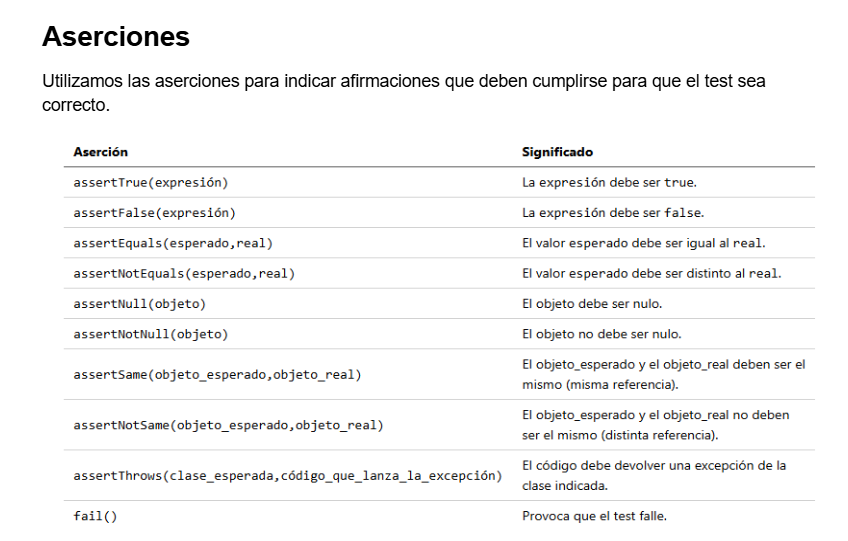 Aserciones
Utilizamos las aserciones para indicar afirmaciones que deben cumplirse para que el test sea
correcto.
Aserción Significado
assertTrue(expresión) La expresión debe ser true.
assertFalse(expresión) La expresión debe ser false.
assertEquals(esperado,real) El valor esperado debe ser igual al real.
assertNotEquals(esperado,real) El valor esperado debe ser distinto al real.
assertNull(objeto) El objeto debe ser nulo.
assertNotNull(objeto) El objeto no debe ser nulo.
assertSame(objeto_esperado,objeto_real) El objeto_esperado y el objeto_real deben ser el
mismo (misma referencia).
assertNotSame(objeto_esperado,objeto_real) El objeto_esperado y el objeto_real no deben
ser el mismo (distinta referencia).
assertThrows(clase_esperada,código_que_lanza_la_excepción) El código debe devolver una excepción de la
clase indicada.
fail() Provoca que el test falle.